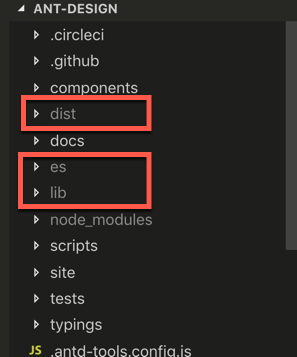 ANT-DESIGN
.circleci
.github
components
dist
docs
es
lib
node_modules
scripts
site
tests
typings
JS .antd-tools.config.js